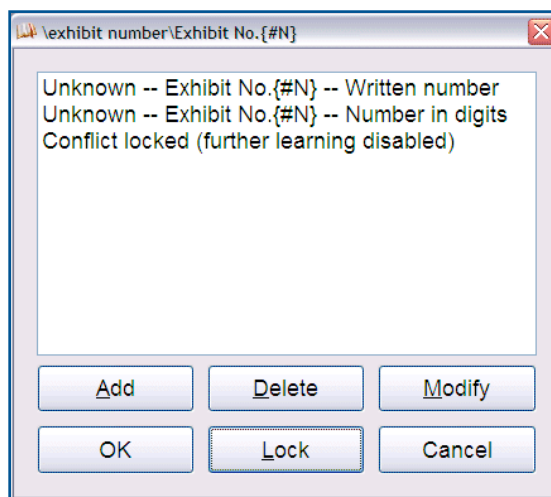 \exhibit number\Exhibit No.{#N}
Unknown -- Exhibit No.{#N} -- Written number
Unknown -- Exhibit No.{#N} -- Number in digits
Conflict locked (further learning disabled)
Add Delete Modify
OK Lock Cancel